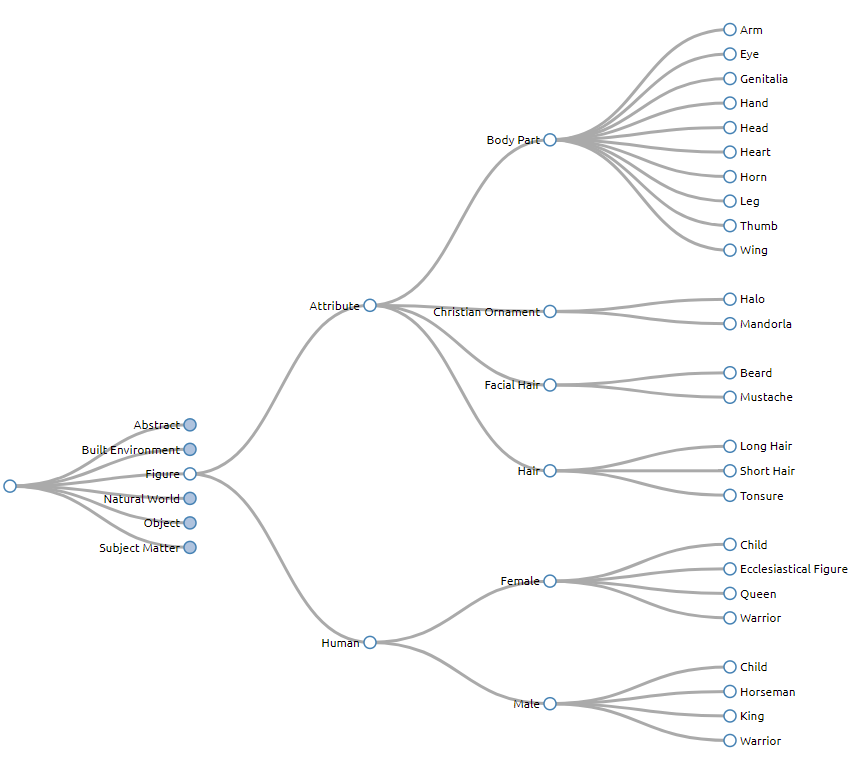 Arm
Eye
Genitalia
Hand
Head
Body Part
Heart
Horn
Leg
Thumb
Wing
Halo
Attribute
Christian Ornament
Mandorla
Beard
Facial Hair
Mustache
Abstract
Long Hair
Built Environment
Figure
Hair
Short Hair
Natural World
Tonsure
Object
Subject Matter
Child
Ecclesiastical Figure
Female
Queen
Warrior
Human
Child
Horseman
Male
King
Warrior